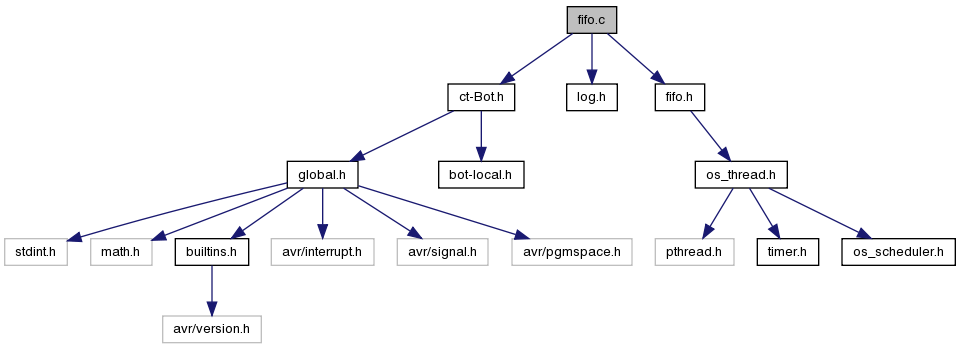 fifo.c
ct-Bot.h
log.h
fifo.h
global.h
bot-local.h
os_thread.h
stdint.h
math.h
builtins.h
avr/interrupt.h
avr/signal.h
avr/pgmspace.h
pthread.h
timer.h
os_scheduler.h
avr/version.h